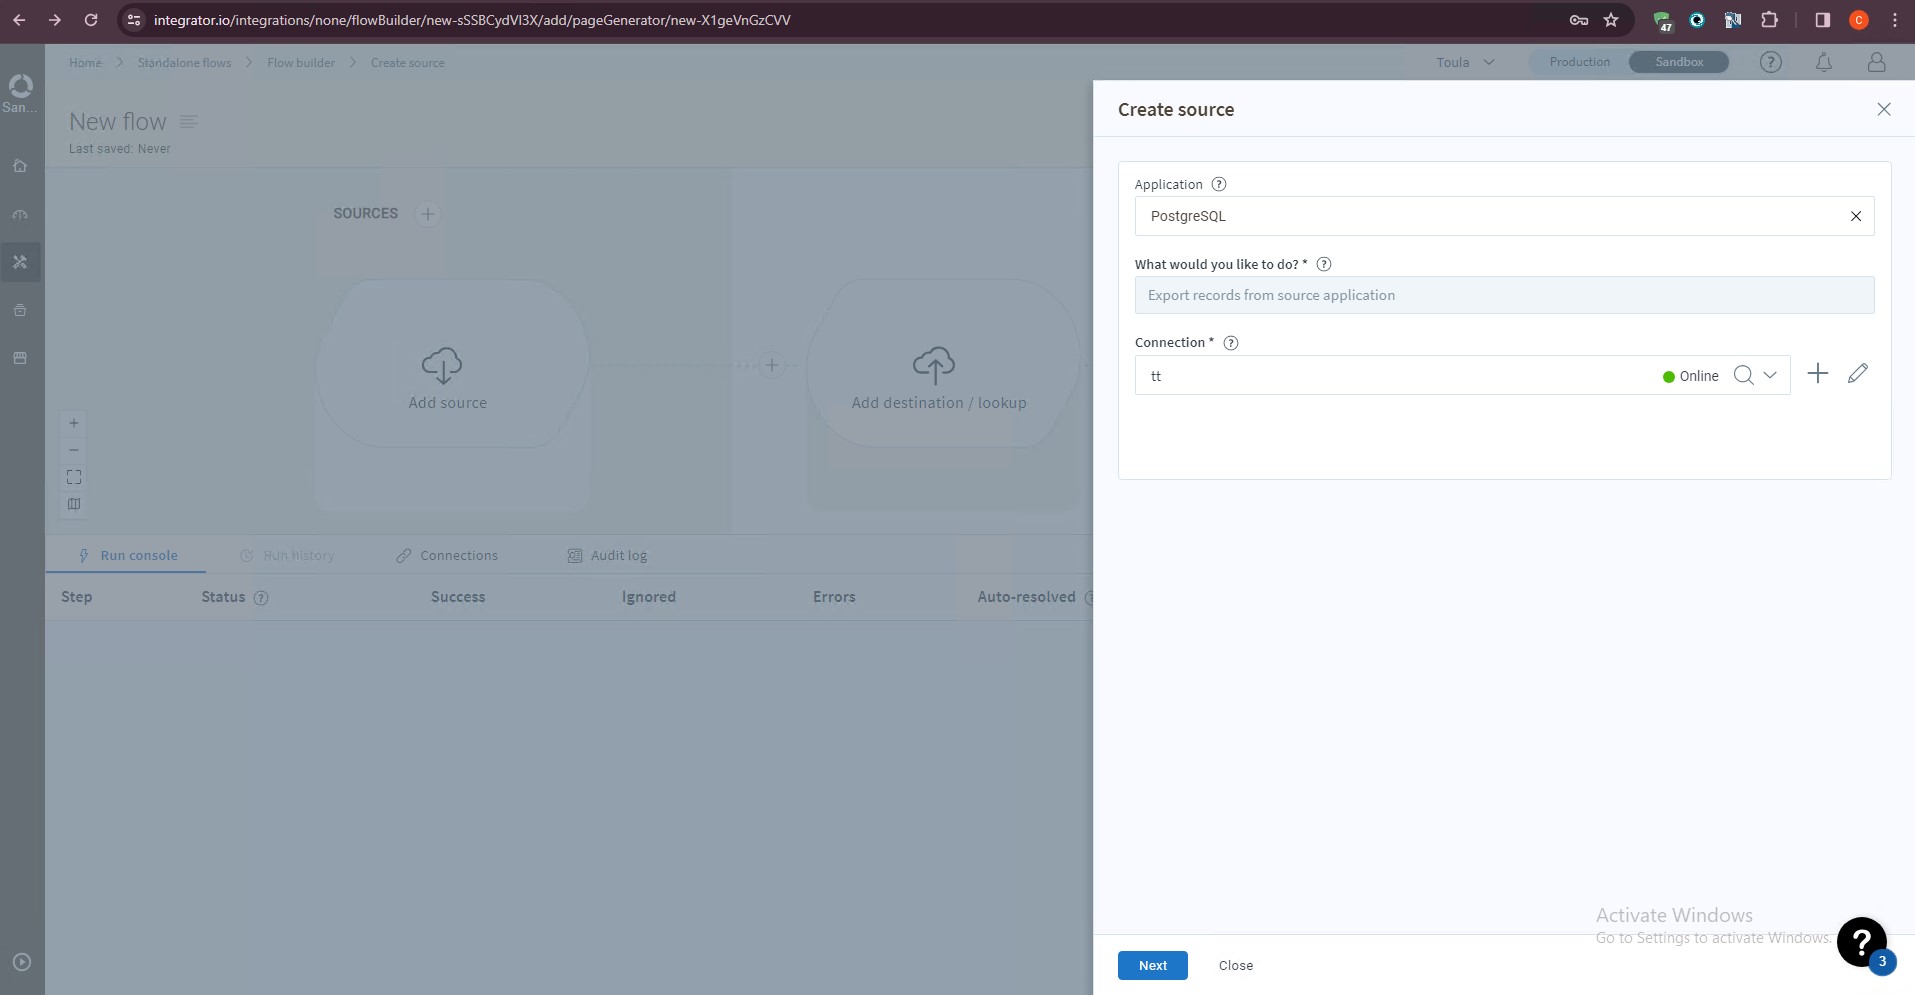 integrator.io/integrations/none/flowBuilder/new-sSSBCydVI3X/add/pageGenerator/new-X1geVnGzCVV
47
C
Home
Standalone flows
Flow builder
Create source
Toula
Production
Sandbox
San...
New flow
Last saved: Never
SOURCES
Add source
Add destination / lookup
Run console
Run history
Connections
Audit log
Step
Status
Success
Ignored
Errors
Auto-resolved
Create source
Application
PostgreSQL
What would you like to do? *
Export records from source application
Connection *
tt
Online
Activate Windows
Go to Settings to activate Windows.
3
Next
Close